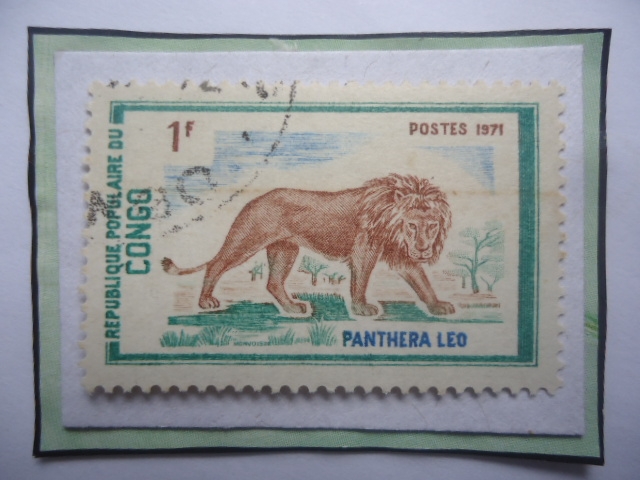 1F
POSTES 1971
REPUBLIQUE POPULAIRE DU
CONGO
PANTHERA LEO